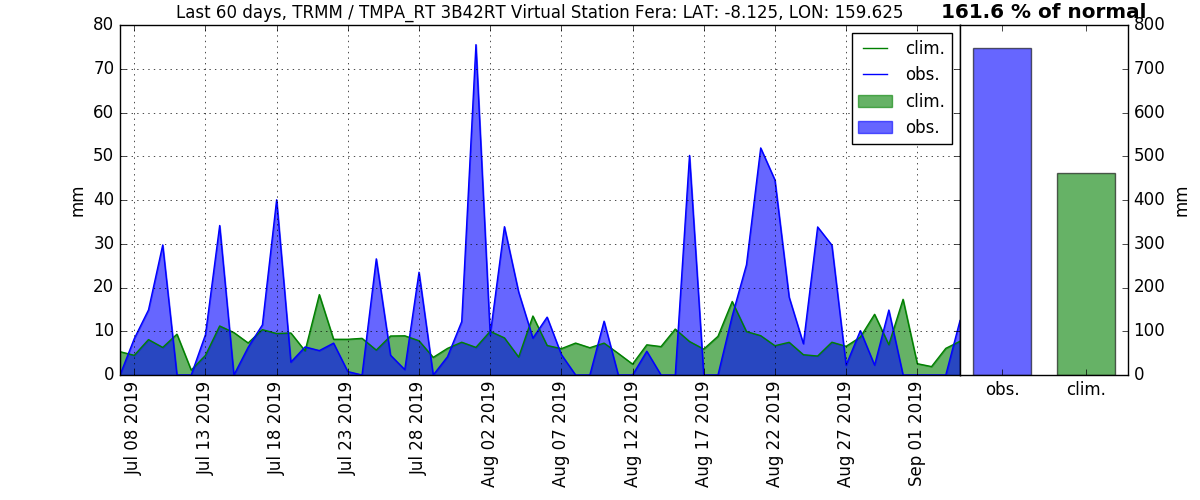 Last 60 days, TRMM / TMPA_RT 3B42RT Virtual Station Fera: LAT: -8.125, LON: 159.625
161.6 % of normal
80
70
60
50
40
30
20
10
0
mm
clim.
obs.
clim.
obs.
800
700
600
500
400
300
200
100
0
mm
obs.
clim.
Jul 08 2019
Jul 13 2019
Jul 18 2019
Jul 23 2019
Jul 28 2019
Aug 02 2019
Aug 07 2019
Aug 12 2019
Aug 17 2019
Aug 22 2019
Aug 27 2019
Sep 01 2019